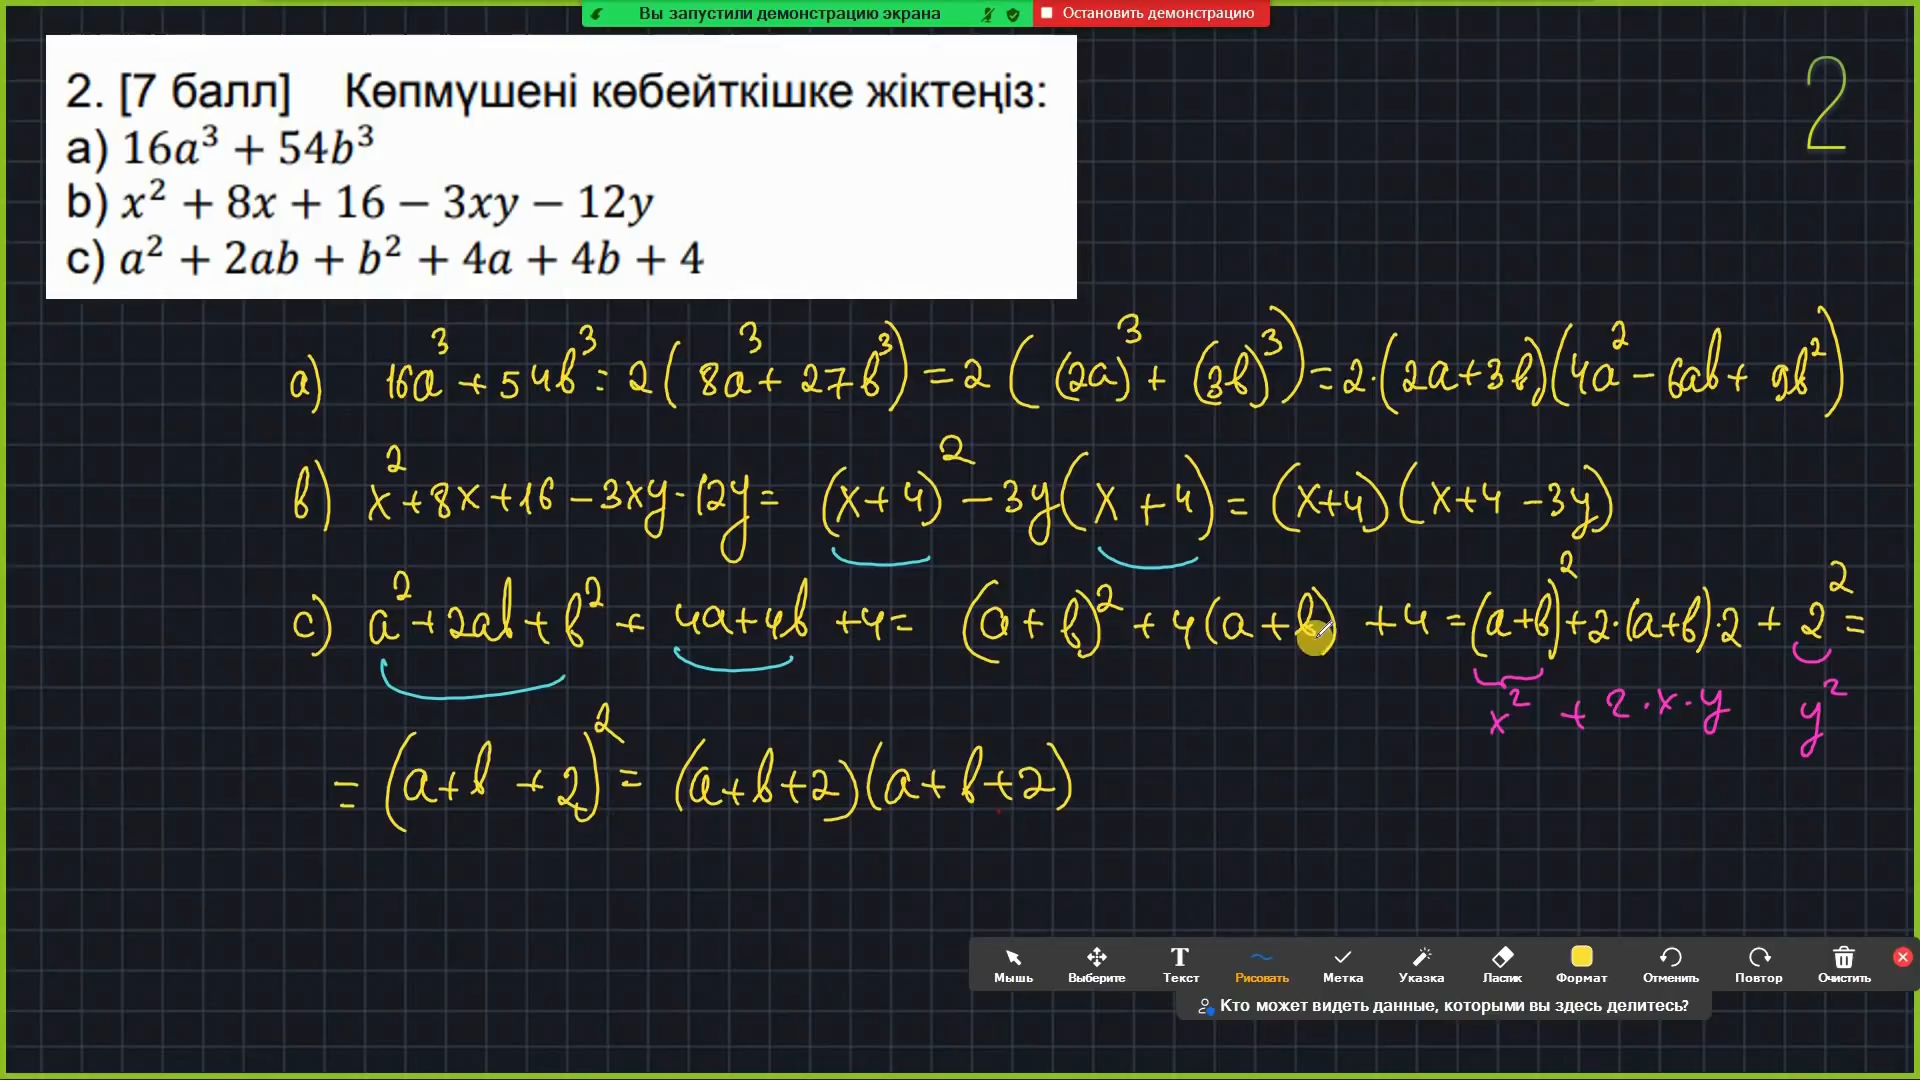 Вы запустили демонстрацию экрана Остановить демонстрацию
2. [7 балл] Көпмүшені көбейткішке жіктеңіз:
a) 16a³ + 54b³
b) x² + 8x + 16 − 3xy − 12y
c) a² + 2ab + b² + 4a + 4b + 4
2
a) 16a³ + 54b³ = 2(8a³ + 27b³) = 2((2a)³ + (3b)³) = 2·(2a+3b)(4a² − 6ab + 9b²)
b) x² + 8x + 16 − 3xy - 12y = (x + 4)² − 3y(x + 4) = (x+4)(x+4 − 3y)
c) a² + 2ab + b² + 4a + 4b + 4 = (a + b)² + 4(a + b) + 4 = (a+b)² + 2·(a+b)·2 + 2² =
x² + 2·x·y y²
= (a+b + 2)² = (a+b+2)(a+b+2)
Мышь Выберите Текст Рисовать Метка Указка Ластик Формат Отменить Повтор Очистить
Кто может видеть данные, которыми вы здесь делитесь?